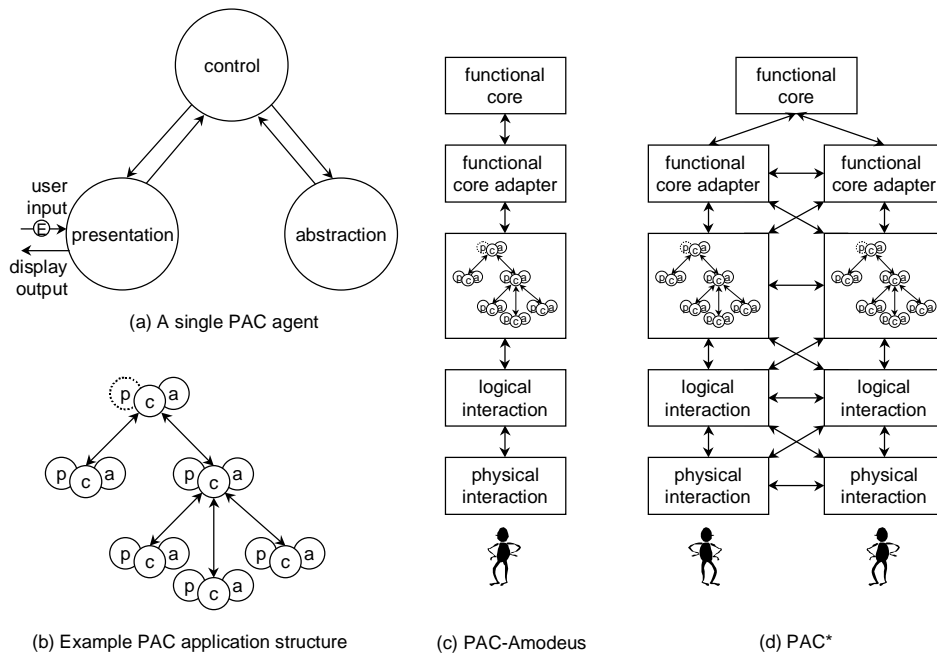 control
user
input
E
presentation
abstraction
display
output
(a) A single PAC agent
p
c
a
p
c
a
p
c
a
p
c
a
p
c
a
p
c
a
(b) Example PAC application structure
functional
core
functional
core adapter
p
c
a
p
c
a
p
c
a
p
c
a
p
c
a
p
c
a
logical
interaction
physical
interaction
(c) PAC-Amodeus
functional
core
functional
core adapter
functional
core adapter
p
c
a
p
c
a
p
c
a
p
c
a
p
c
a
p
c
a
p
c
a
p
c
a
p
c
a
p
c
a
p
c
a
p
c
a
logical
interaction
logical
interaction
physical
interaction
physical
interaction
(d) PAC*